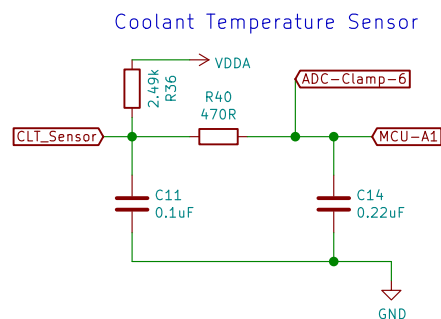 Coolant Temperature Sensor
VDDA
2.49k
R36
ADC-Clamp-6
R40
470R
CLT_Sensor
MCU-A1
C11
0.1uF
C14
0.22uF
GND